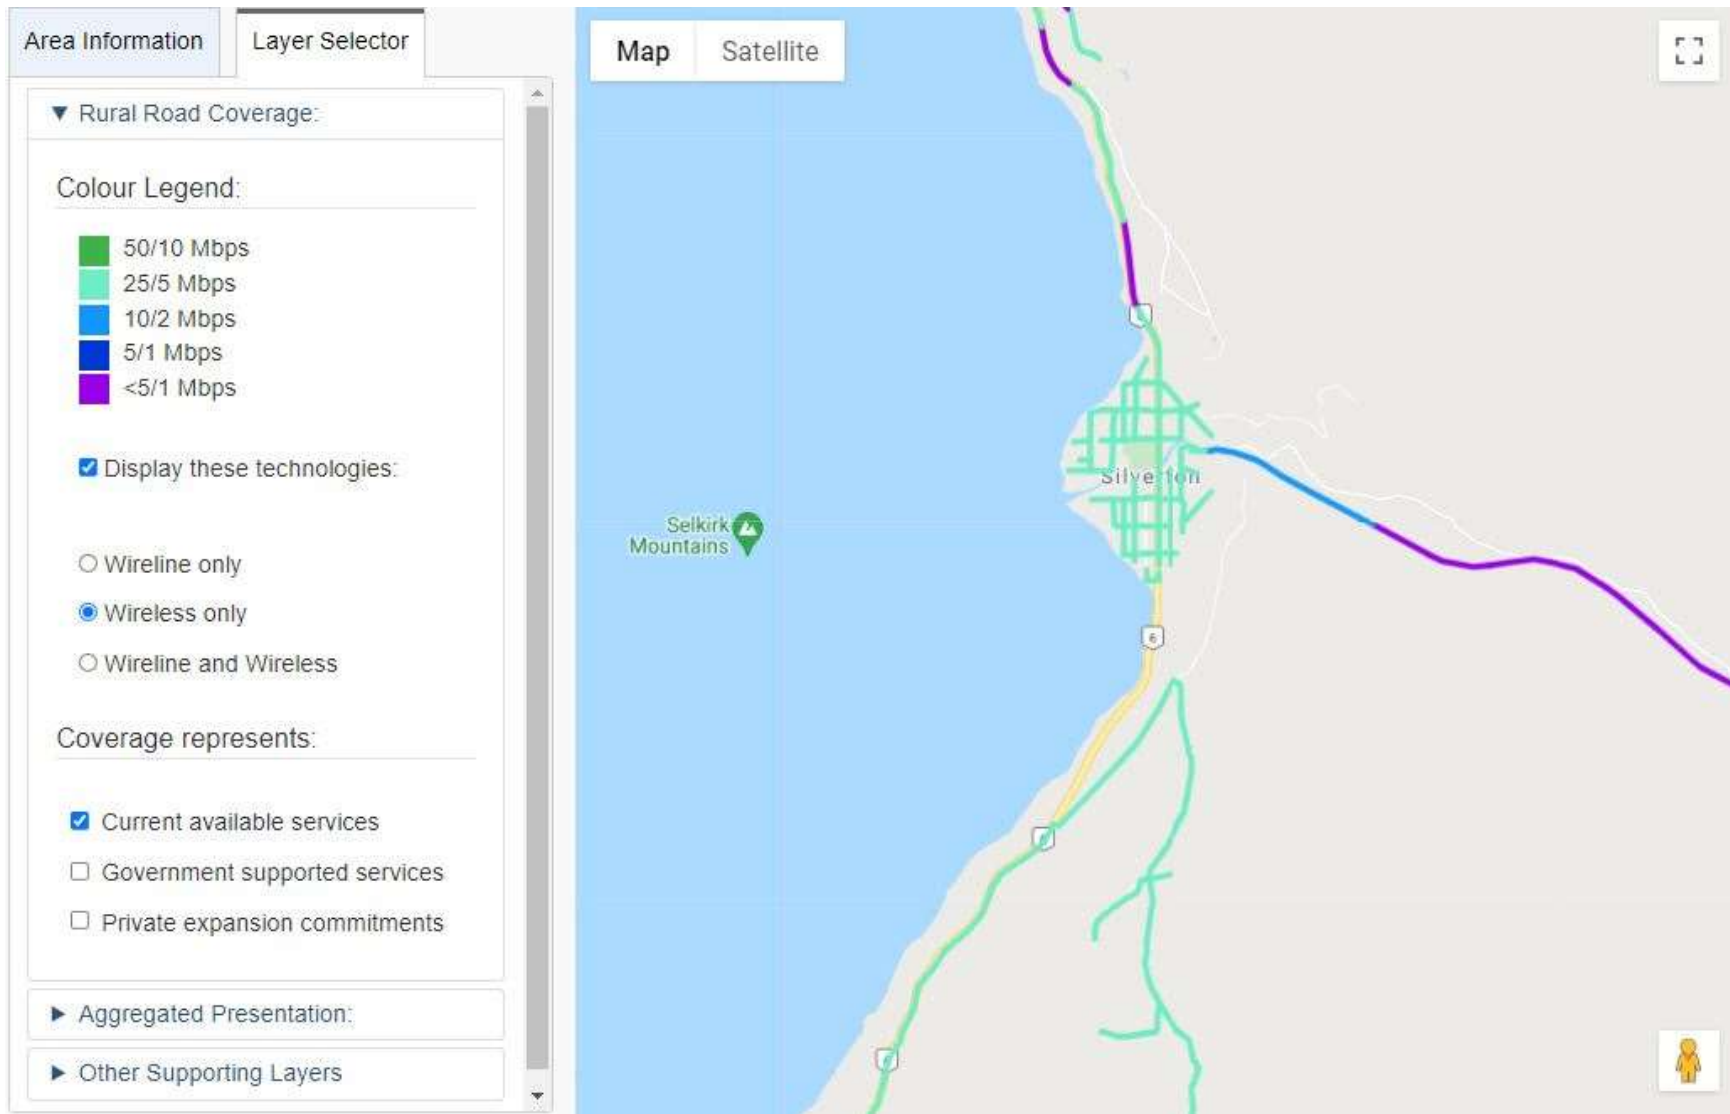 Area Information
Layer Selector
Rural Road Coverage:
Colour Legend:
50/10 Mbps
25/5 Mbps
10/2 Mbps
5/1 Mbps
<5/1 Mbps
Display these technologies:
Wireline only
Wireless only
Wireline and Wireless
Coverage represents:
Current available services
Government supported services
Private expansion commitments
Aggregated Presentation:
Other Supporting Layers
Map
Satellite
Silverton
Selkirk
Mountains
6